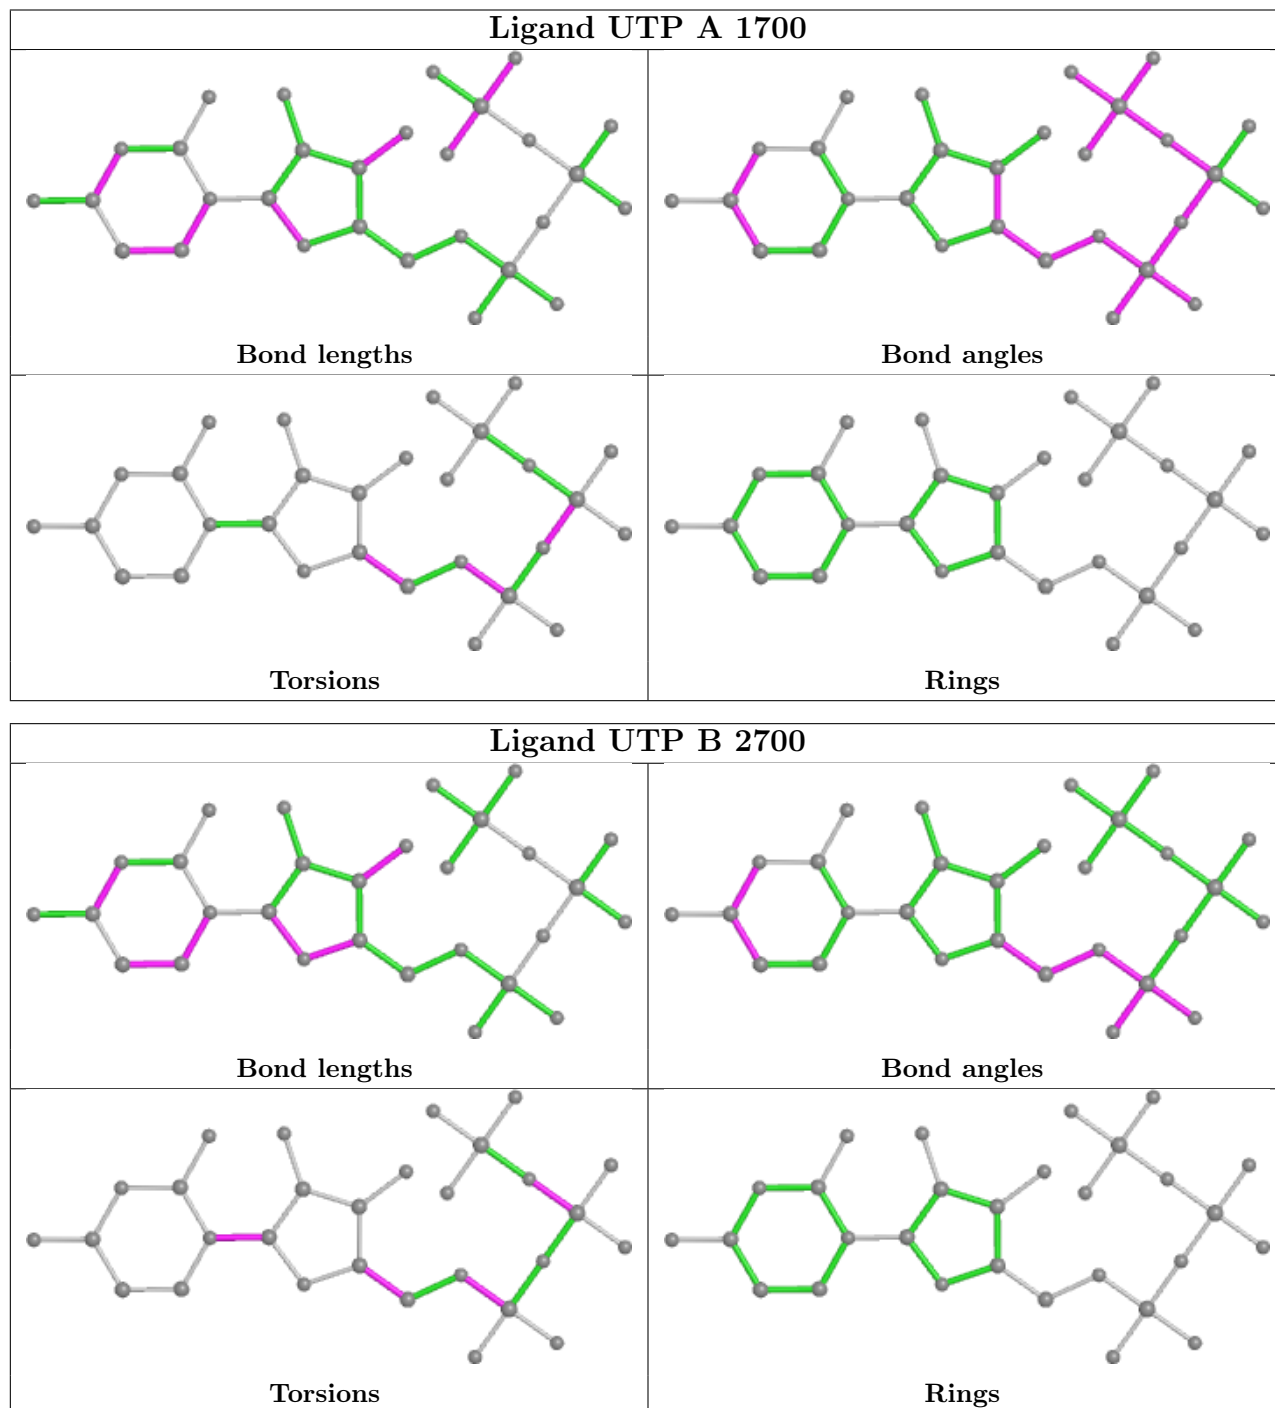 Ligand UTP A 1700
Bond lengths
Bond angles
Torsions
Rings
Ligand UTP B 2700
Bond lengths
Bond angles
Torsions
Rings